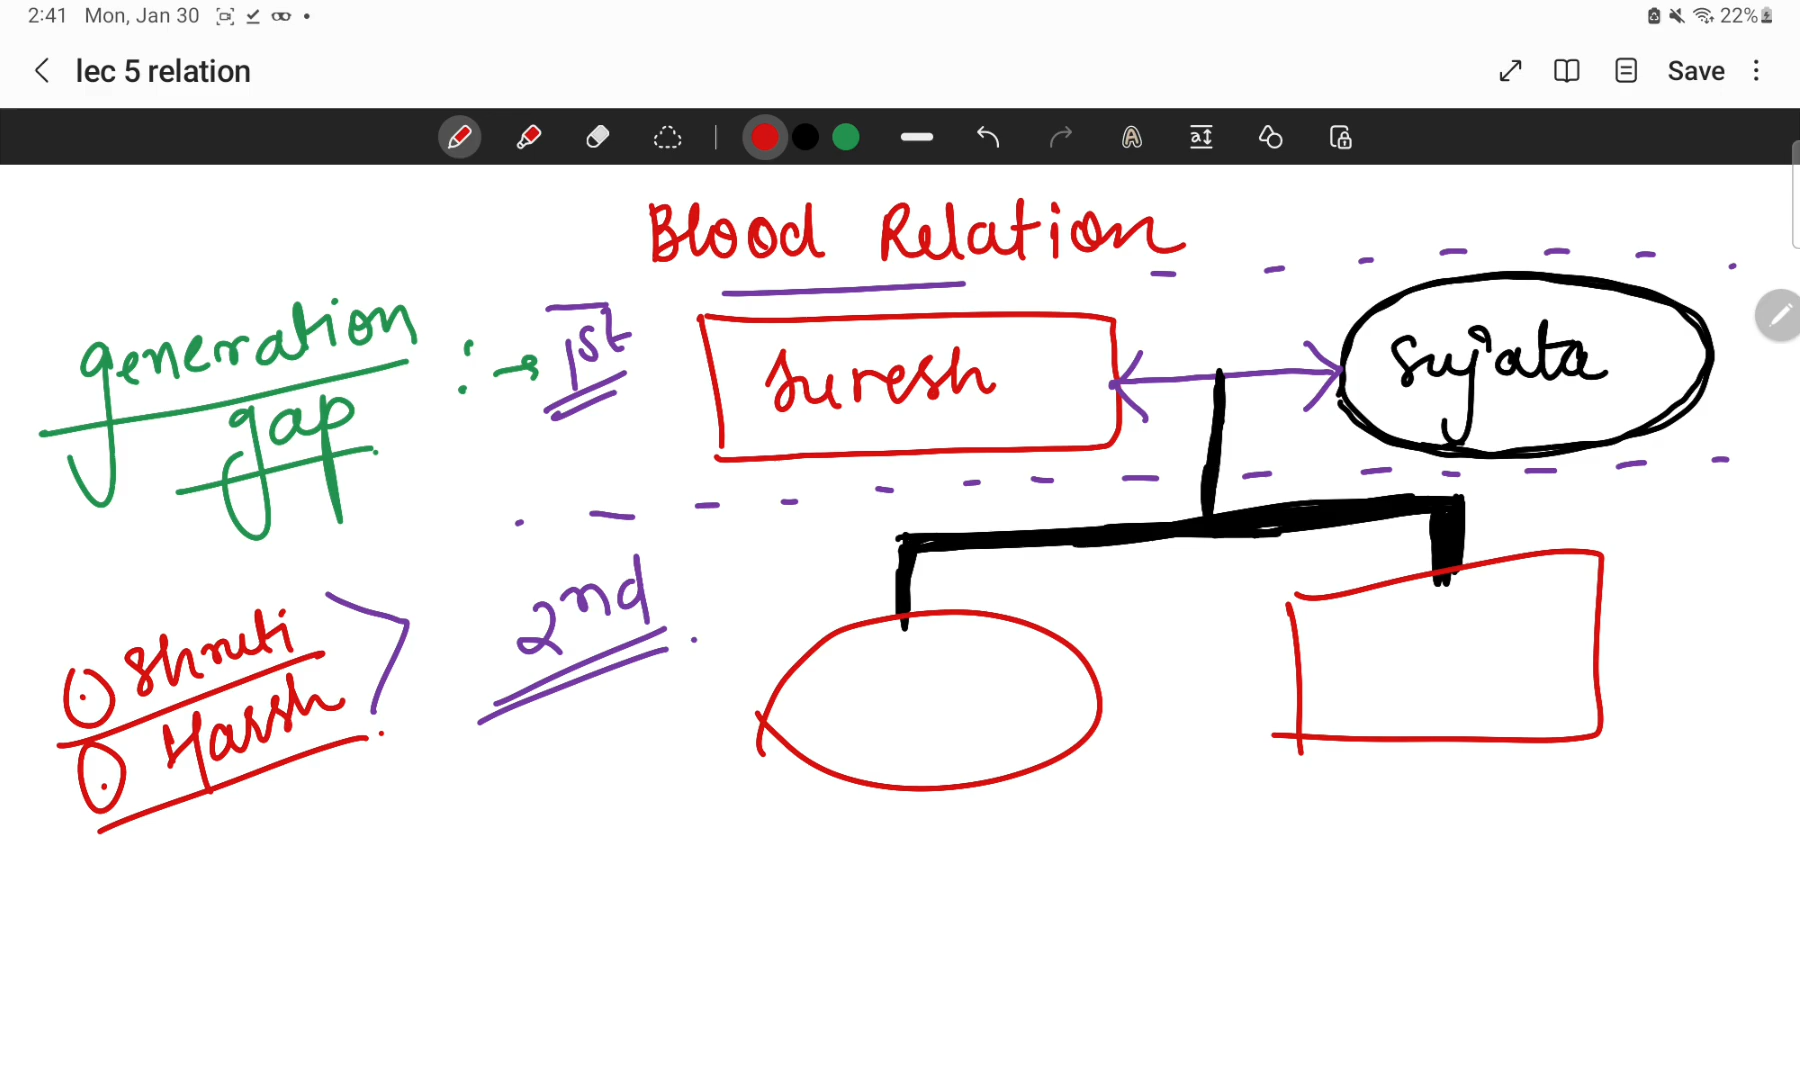 2:41 Mon, Jan 30
22%
lec 5 relation
Save
Blood Relation
generation
gap
:→ 1st
Suresh
Sujata
2nd
Shruti
Harsh